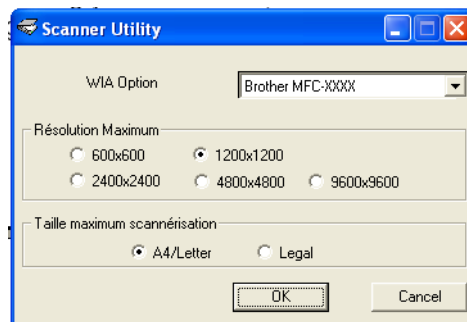 Scanner Utility
WIA Option
Brother MFC-XXXX
Résolution Maximum
600x600
1200x1200
2400x2400
4800x4800
9600x9600
Taille maximum scannérisation
A4/Letter
Legal
OK
Cancel